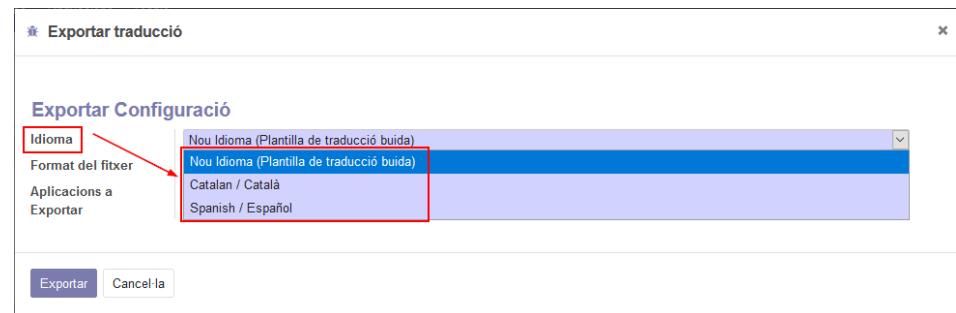 Exportar traducció
Exportar Configuració
Idioma
Nou Idioma (Plantilla de traducció buida)
Format del fitxer
Nou Idioma (Plantilla de traducció buida)
Catalan / Català
Spanish / Español
Aplicacions a
Exportar
Exportar
Cancel·la